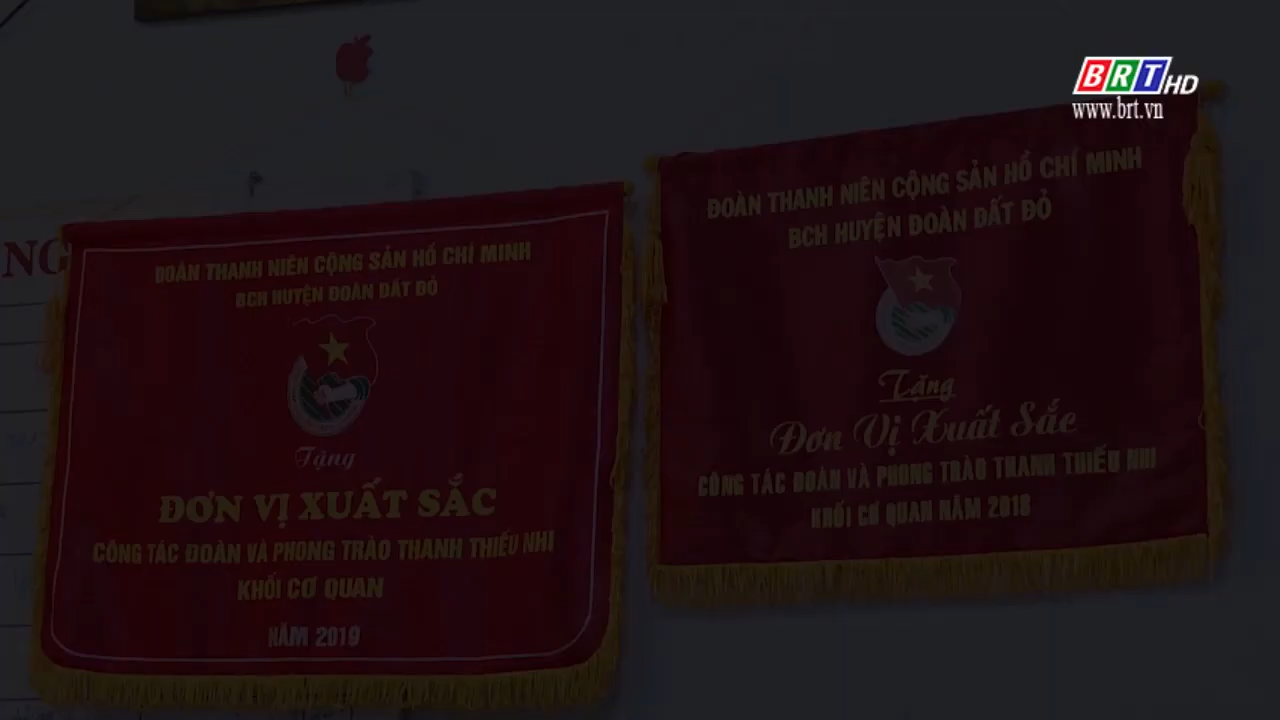 BRT HD
www.brt.vn
NG
ĐOÀN THANH NIÊN CỘNG SẢN HỒ CHÍ MINH
BCH HUYỆN ĐOÀN ĐẤT ĐỎ
Tặng
ĐƠN VỊ XUẤT SẮC
CÔNG TÁC ĐOÀN VÀ PHONG TRÀO THANH THIẾU NHI
KHỐI CƠ QUAN
NĂM 2019
ĐOÀN THANH NIÊN CỘNG SẢN HỒ CHÍ MINH
BCH HUYỆN ĐOÀN ĐẤT ĐỎ
Tặng
Đơn Vị Xuất Sắc
CÔNG TÁC ĐOÀN VÀ PHONG TRÀO THANH THIẾU NHI
KHỐI CƠ QUAN NĂM 2018